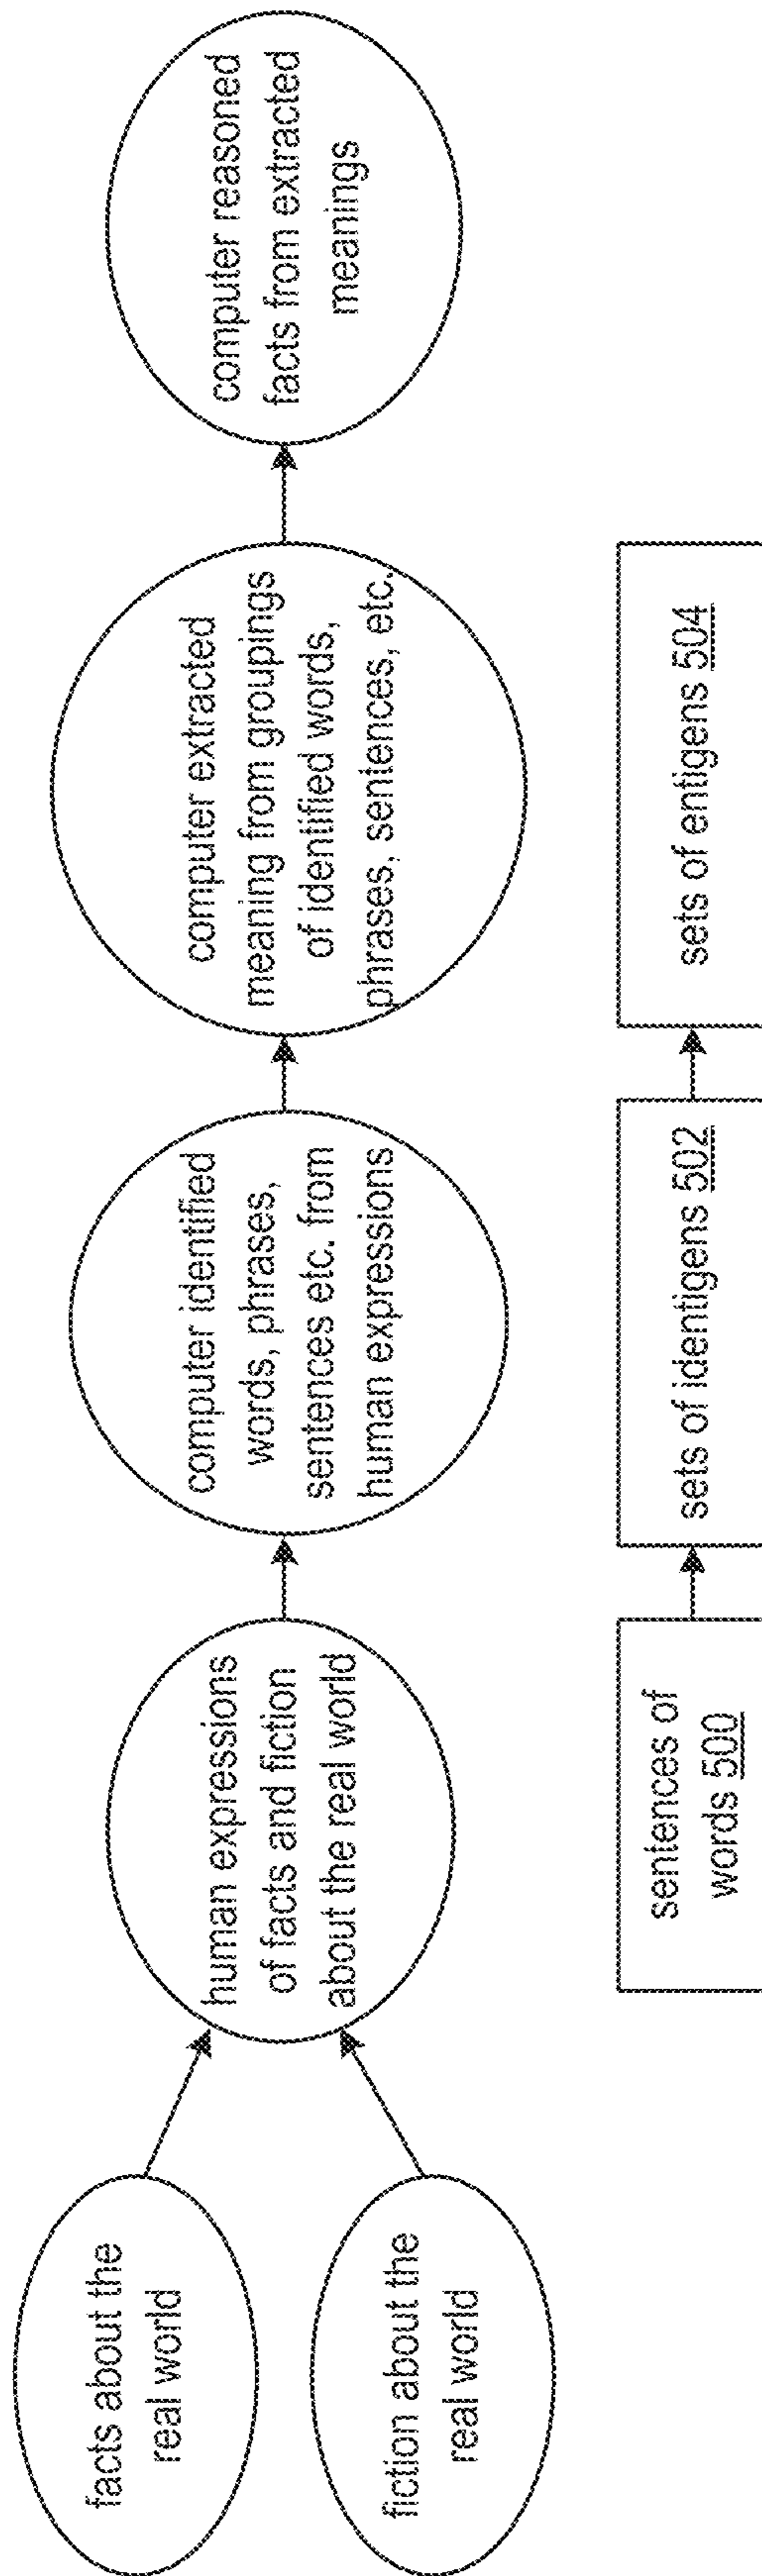 facts about the
real world
fiction about the
real world
human expressions
of facts and fiction
about the real world
computer identified
words, phrases,
sentences etc. from
human expressions
computer extracted
meaning from groupings
of identified words,
phrases, sentences, etc.
computer reasoned
facts from extracted
meanings
sentences of
words 500
sets of identigens 502
sets of entigens 504